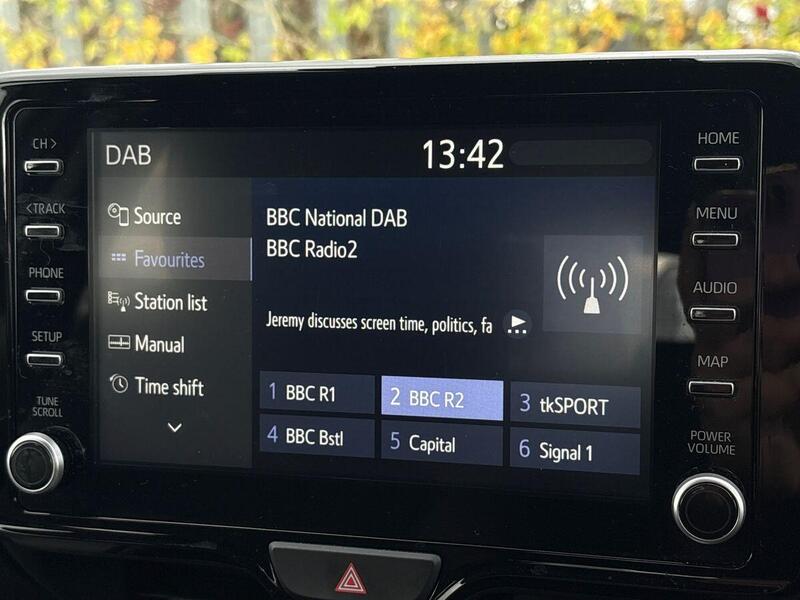 CH >
<TRACK
PHONE
SETUP
TUNE
SCROLL
DAB
13:42
Source
Favourites
Station list
Manual
Time shift
BBC National DAB
BBC Radio2
Jeremy discusses screen time, politics, fa
1 BBC R1
2 BBC R2
3 tkSPORT
4 BBC Bstl
5 Capital
6 Signal 1
HOME
MENU
AUDIO
MAP
POWER
VOLUME